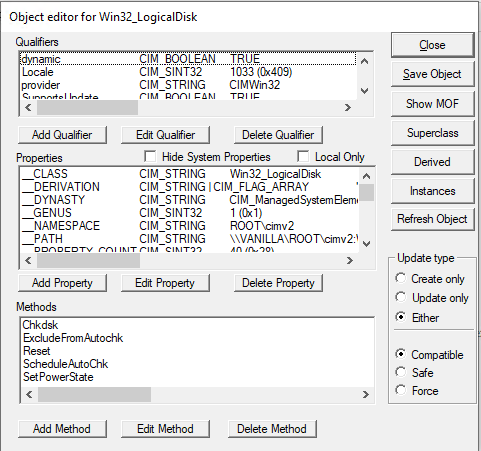 Object editor for Win32_LogicalDisk
Qualifiers
dynamic CIM_BOOLEAN TRUE
Locale CIM_SINT32 1033 (0x409)
provider CIM_STRING CIMWin32
SupportsUpdate CIM_BOOLEAN TRUE
Add Qualifier Edit Qualifier Delete Qualifier
Properties Hide System Properties Local Only
__CLASS CIM_STRING Win32_LogicalDisk
__DERIVATION CIM_STRING | CIM_FLAG_ARRAY
__DYNASTY CIM_STRING CIM_ManagedSystemEleme
__GENUS CIM_SINT32 1 (0x1)
__NAMESPACE CIM_STRING ROOT\cimv2
__PATH CIM_STRING \\VANILLA\ROOT\cimv2:
__PROPERTY_COUNT CIM_SINT32 40 (0x28)
Add Property Edit Property Delete Property
Methods
Chkdsk
ExcludeFromAutochk
Reset
ScheduleAutoChk
SetPowerState
Add Method Edit Method Delete Method
Close
Save Object
Show MOF
Superclass
Derived
Instances
Refresh Object
Update type
Create only
Update only
Either
Compatible
Safe
Force